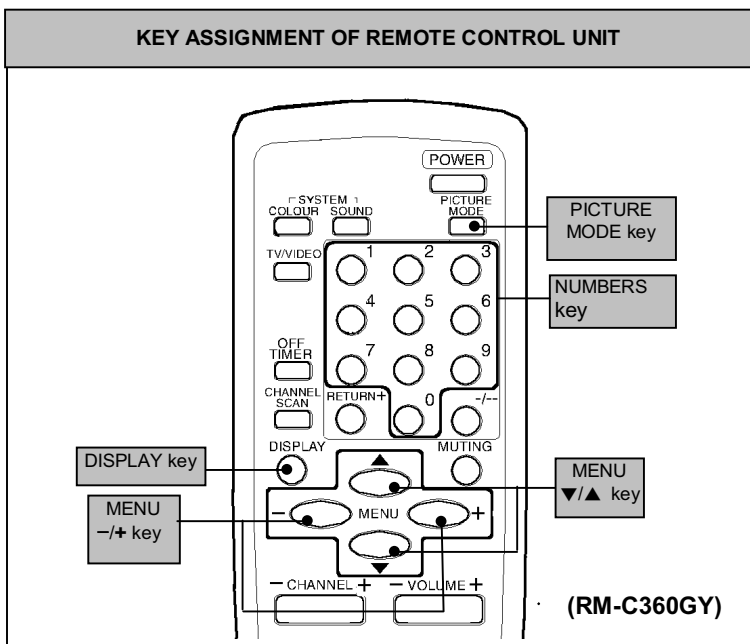 KEY ASSIGNMENT OF REMOTE CONTROL UNIT
POWER
SYSTEM
COLOUR SOUND
PICTURE
MODE
PICTURE
MODE key
TV/VIDEO
1 2 3
NUMBERS
key
4 5 6
OFF
TIMER
7 8 9
CHANNEL
SCAN
RETURN+
0
-/--
DISPLAY
MUTING
DISPLAY key
▲
MENU
▼/▲ key
MENU
–/+ key
– MENU +
▼
– CHANNEL + – VOLUME +
(RM-C360GY)